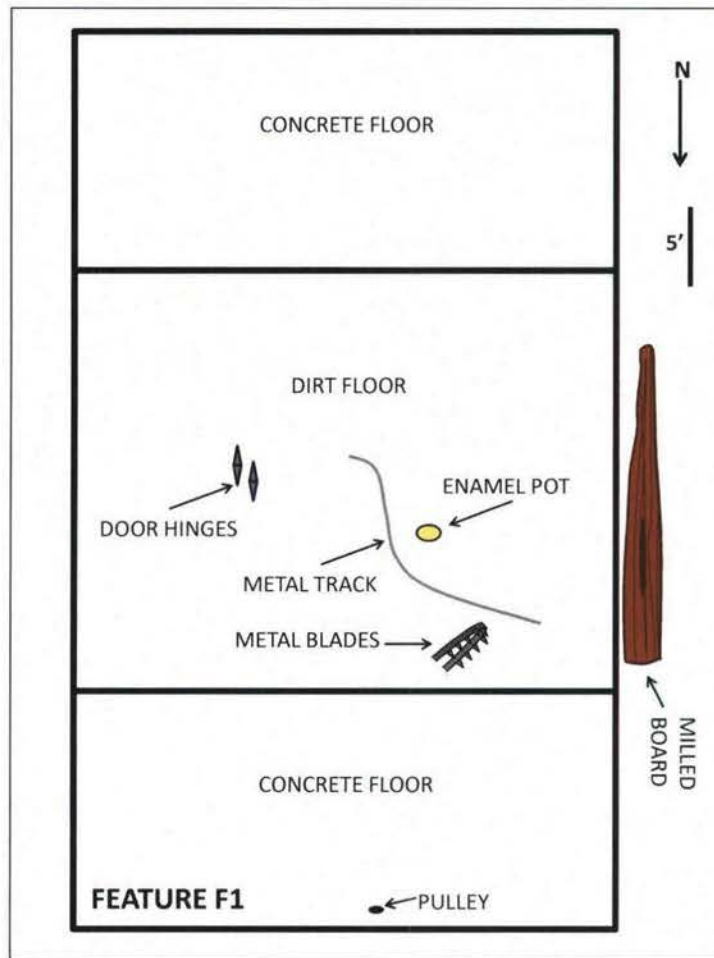 CONCRETE FLOOR
N
5'
DIRT FLOOR
DOOR HINGES
ENAMEL POT
METAL TRACK
METAL BLADES
MILLED
BOARD
CONCRETE FLOOR
FEATURE F1
PULLEY